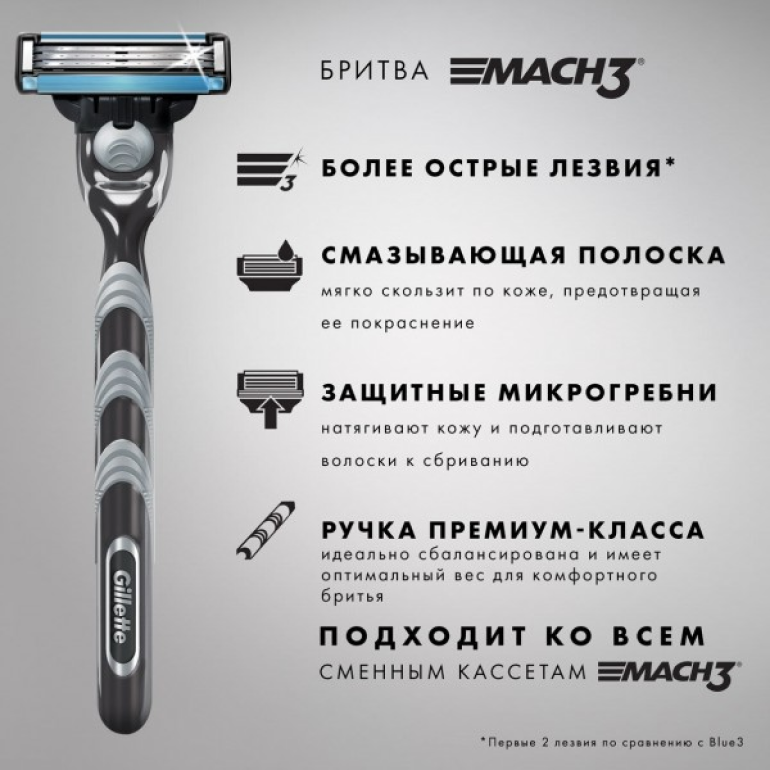 БРИТВА MACH3®
3 БОЛЕЕ ОСТРЫЕ ЛЕЗВИЯ*
СМАЗЫВАЮЩАЯ ПОЛОСКА
мягко скользит по коже, предотвращая
ее покраснение
ЗАЩИТНЫЕ МИКРОГРЕБНИ
натягивают кожу и подготавливают
волоски к сбриванию
РУЧКА ПРЕМИУМ-КЛАССА
идеально сбалансирована и имеет
оптимальный вес для комфортного
бритья
ПОДХОДИТ КО ВСЕМ
СМЕННЫМ КАССЕТАМ MACH3®
Gillette
*Первые 2 лезвия по сравнению с Blue3